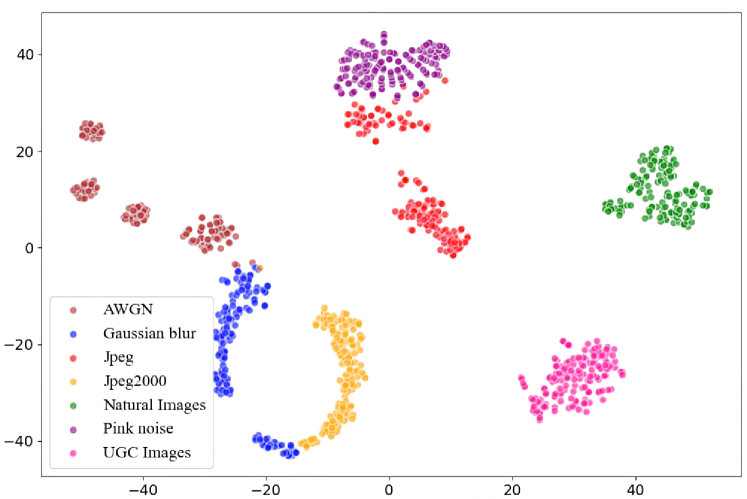 40
20
0
−20
−40
AWGN
Gaussian blur
Jpeg
Jpeg2000
Natural Images
Pink noise
UGC Images
−40
−20
0
20
40